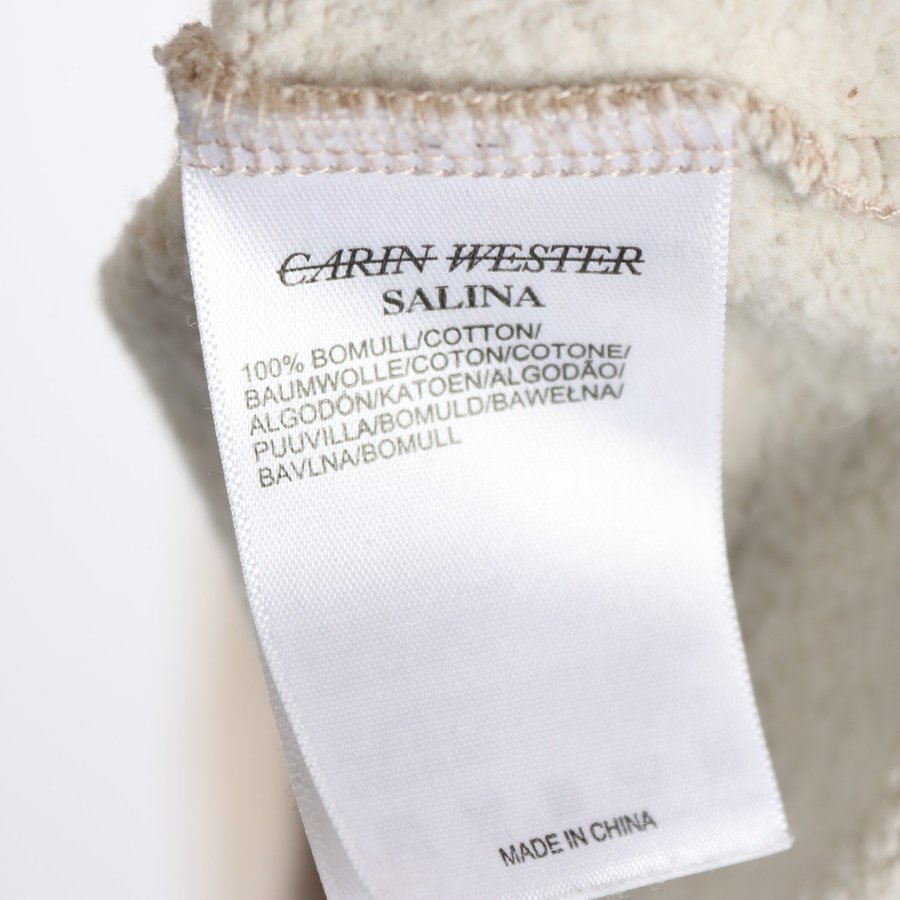 CARIN WESTER
SALINA
100% BOMULL/COTTON/
BAUMWOLLE/COTON/COTONE/
ALGODÓN/KATOEN/ALGODÃO/
PUUVILLA/BOMULD/BAWEŁNA/
BAVLNA/BOMULL
MADE IN CHINA